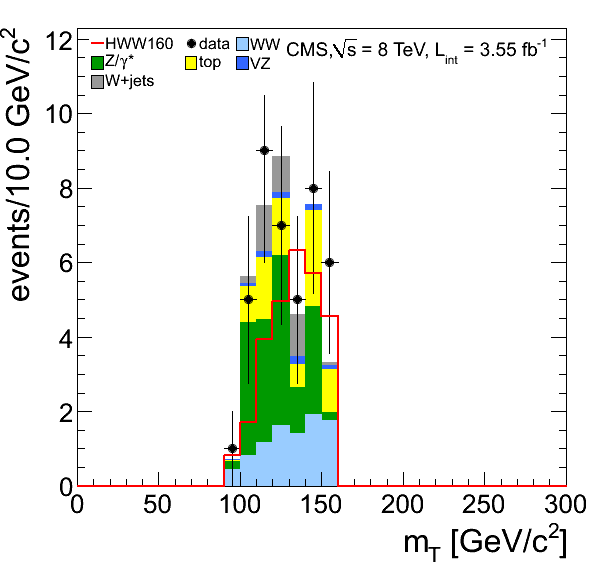 HWW160 data WW CMS,√s = 8 TeV, L_int = 3.55 fb⁻¹
Z/γ* top VZ
W+jets
events/10.0 GeV/c²
12
10
8
6
4
2
0
0 50 100 150 200 250 300
m_T [GeV/c²]